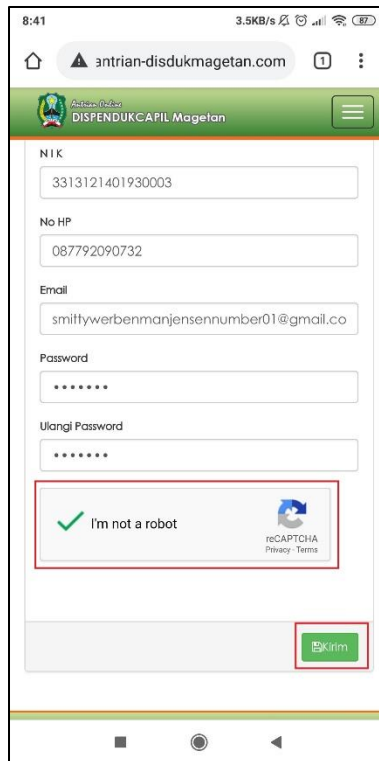 8:41
3.5KB/s
87
antrian-disdukmagetan.com
1
Antrian Online
DISPENDUKCAPIL Magetan
NIK
3313121401930003
No HP
087792090732
Email
smittywerbenmanjensennumber01@gmail.co
Password
•••••••
Ulangi Password
•••••••
I'm not a robot
reCAPTCHA
Privacy - Terms
Kirim